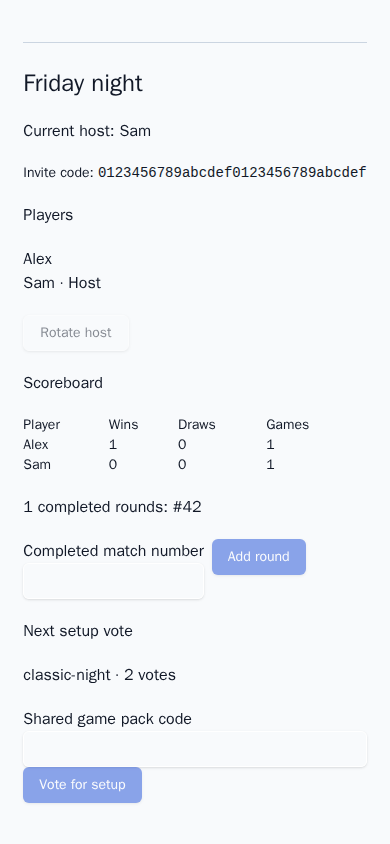 Friday night
Current host: Sam
Invite code: 0123456789abcdef0123456789abcdef
Players
Alex
Sam · Host
Rotate host
Scoreboard
Player Wins Draws Games
Alex 1 0 1
Sam 0 0 1
1 completed rounds: #42
Completed match number
Add round
Next setup vote
classic-night · 2 votes
Shared game pack code
Vote for setup